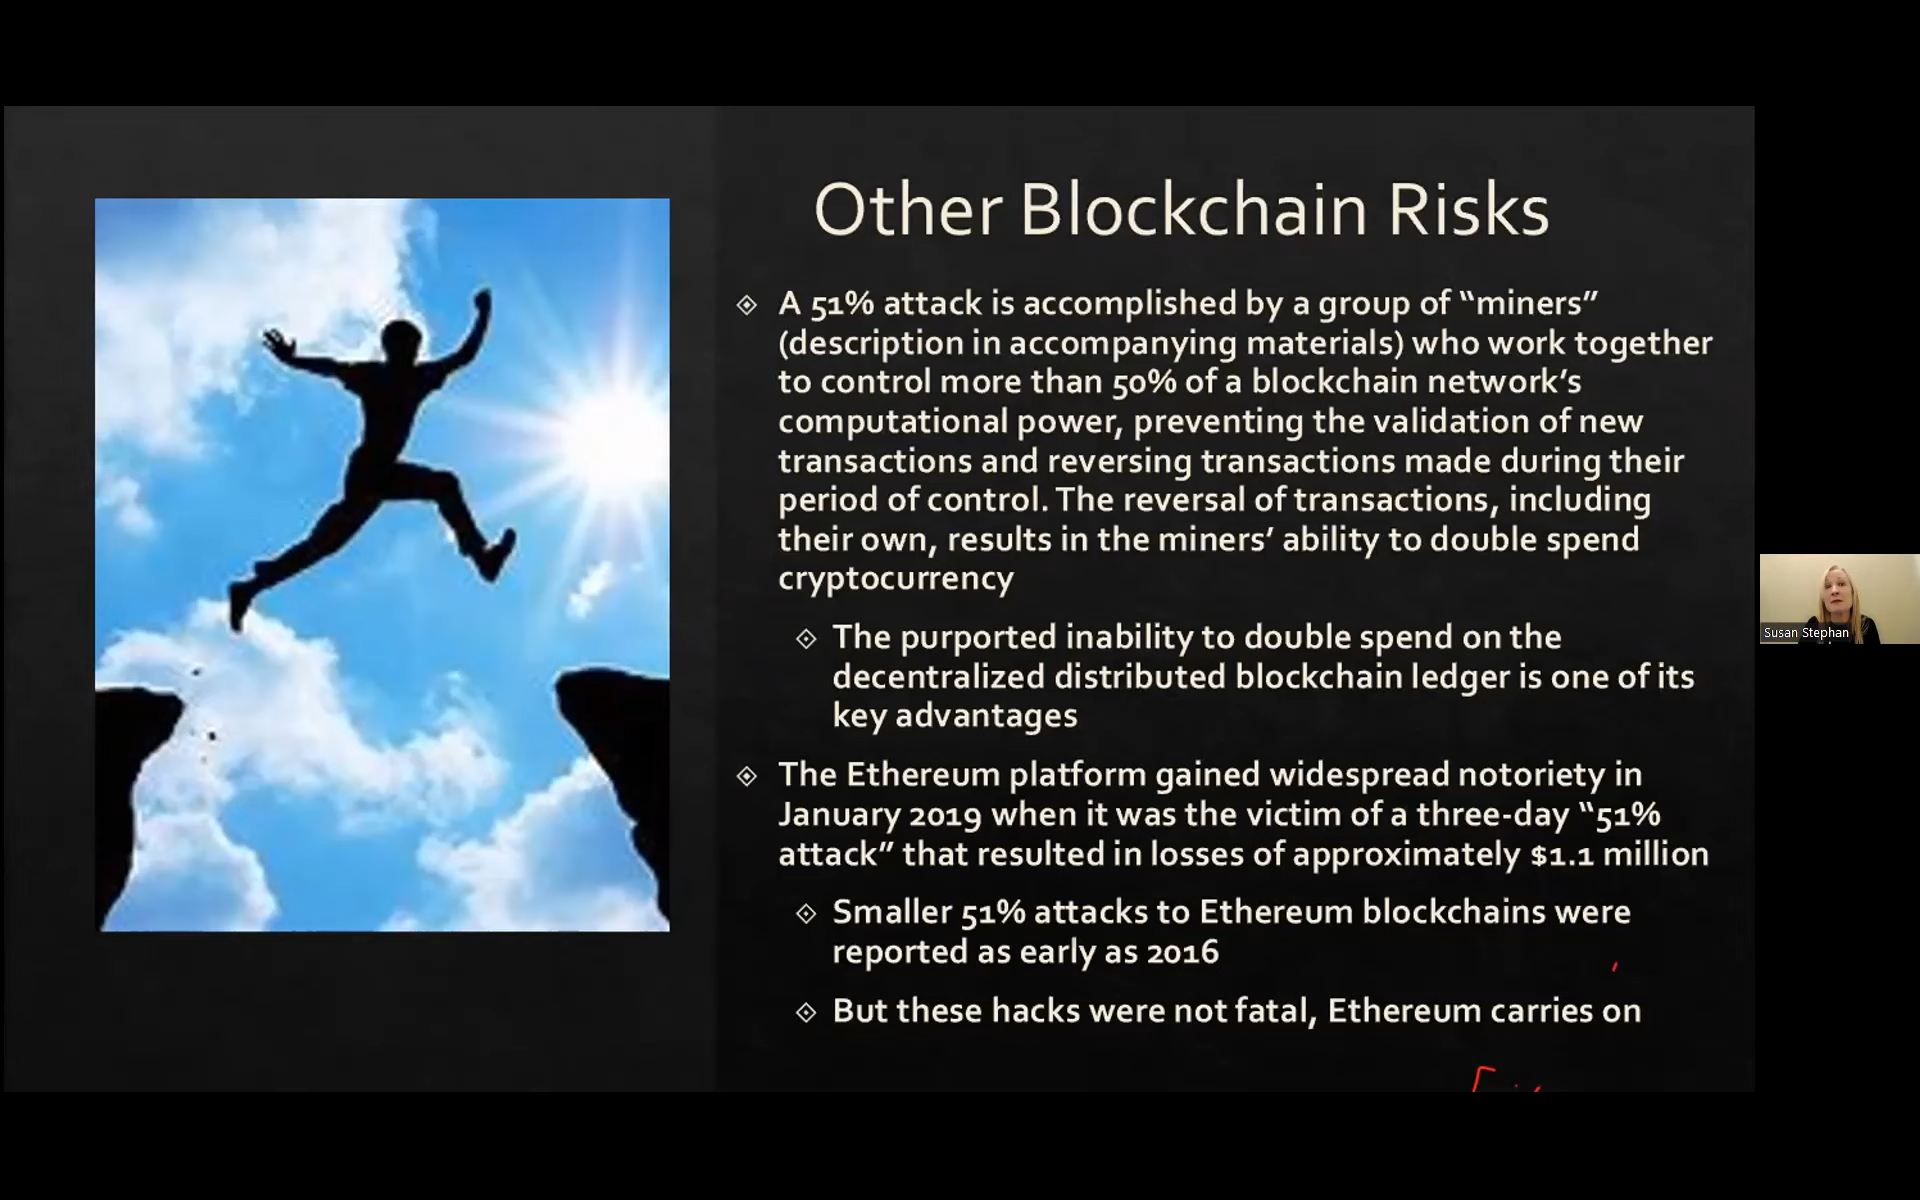 Other Blockchain Risks
A 51% attack is accomplished by a group of “miners”
(description in accompanying materials) who work together
to control more than 50% of a blockchain network’s
computational power, preventing the validation of new
transactions and reversing transactions made during their
period of control. The reversal of transactions, including
their own, results in the miners’ ability to double spend
cryptocurrency
The purported inability to double spend on the
decentralized distributed blockchain ledger is one of its
key advantages
The Ethereum platform gained widespread notoriety in
January 2019 when it was the victim of a three-day “51%
attack” that resulted in losses of approximately $1.1 million
Smaller 51% attacks to Ethereum blockchains were
reported as early as 2016
But these hacks were not fatal, Ethereum carries on
Susan Stephan